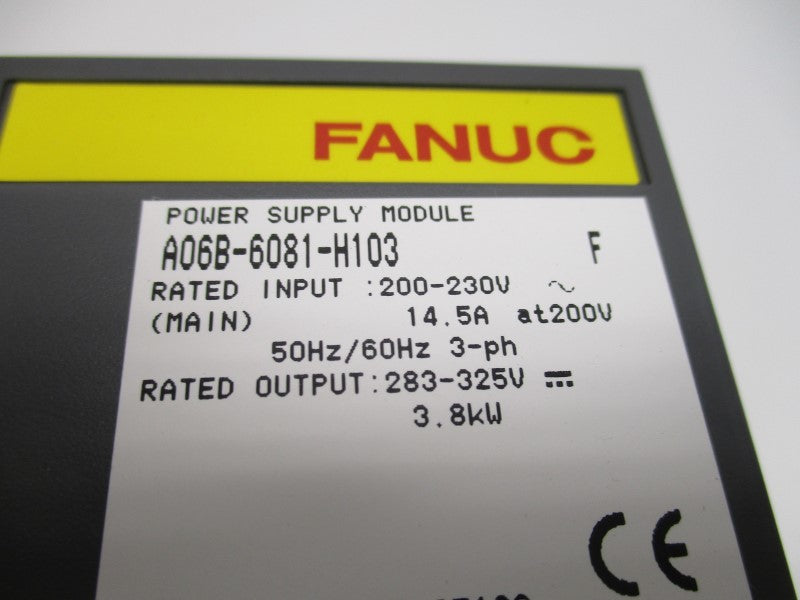 FANUC
POWER SUPPLY MODULE
A06B-6081-H103 F
RATED INPUT :200-230V ~
(MAIN) 14.5A at200V
50Hz/60Hz 3-ph
RATED OUTPUT:283-325V ⎓
3.8kW
CE